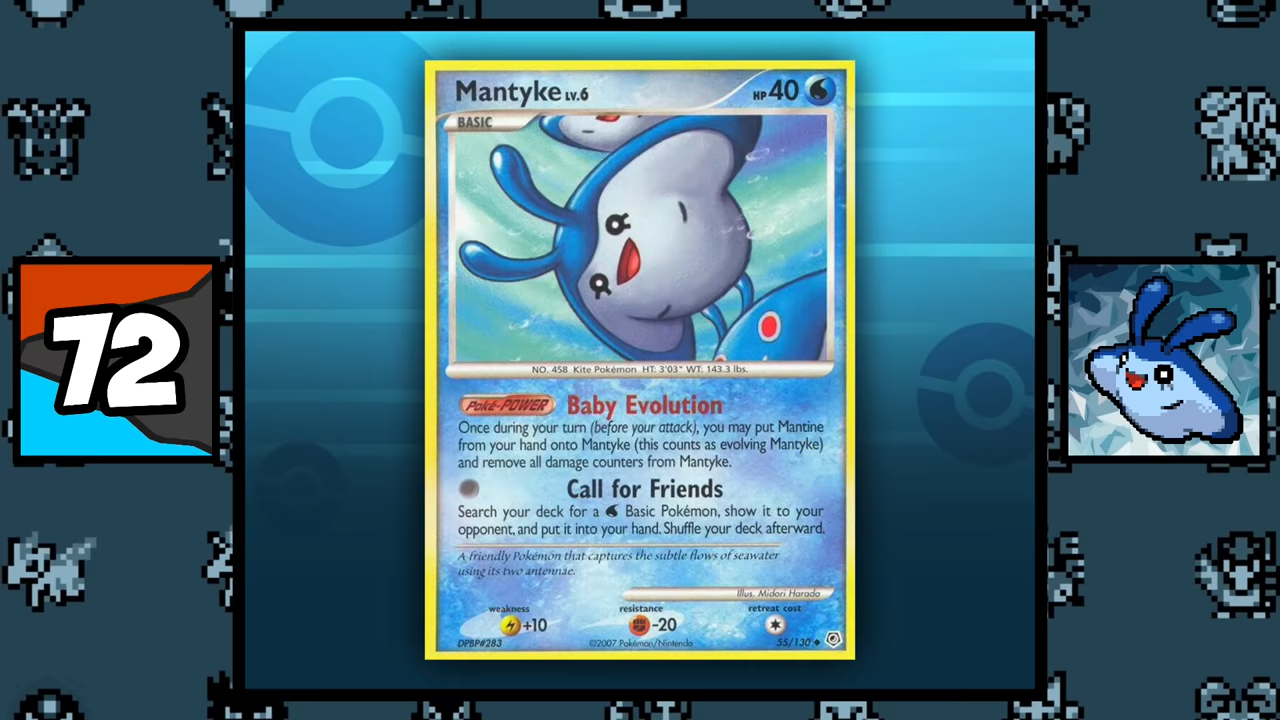 72
Mantyke LV.6
HP 40
BASIC
NO. 458 Kite Pokémon HT: 3'03" WT: 143.3 lbs.
Poké-POWER Baby Evolution
Once during your turn (before your attack), you may put Mantine
from your hand onto Mantyke (this counts as evolving Mantyke)
and remove all damage counters from Mantyke.
Call for Friends
Search your deck for a Basic Pokémon, show it to your
opponent, and put it into your hand. Shuffle your deck afterward.
A friendly Pokémon that captures the subtle flows of seawater
using its two antennae.
Illus. Midori Harada
weakness resistance retreat cost
+10 -20
DPBP#283 ©2007 Pokémon/Nintendo 55/130